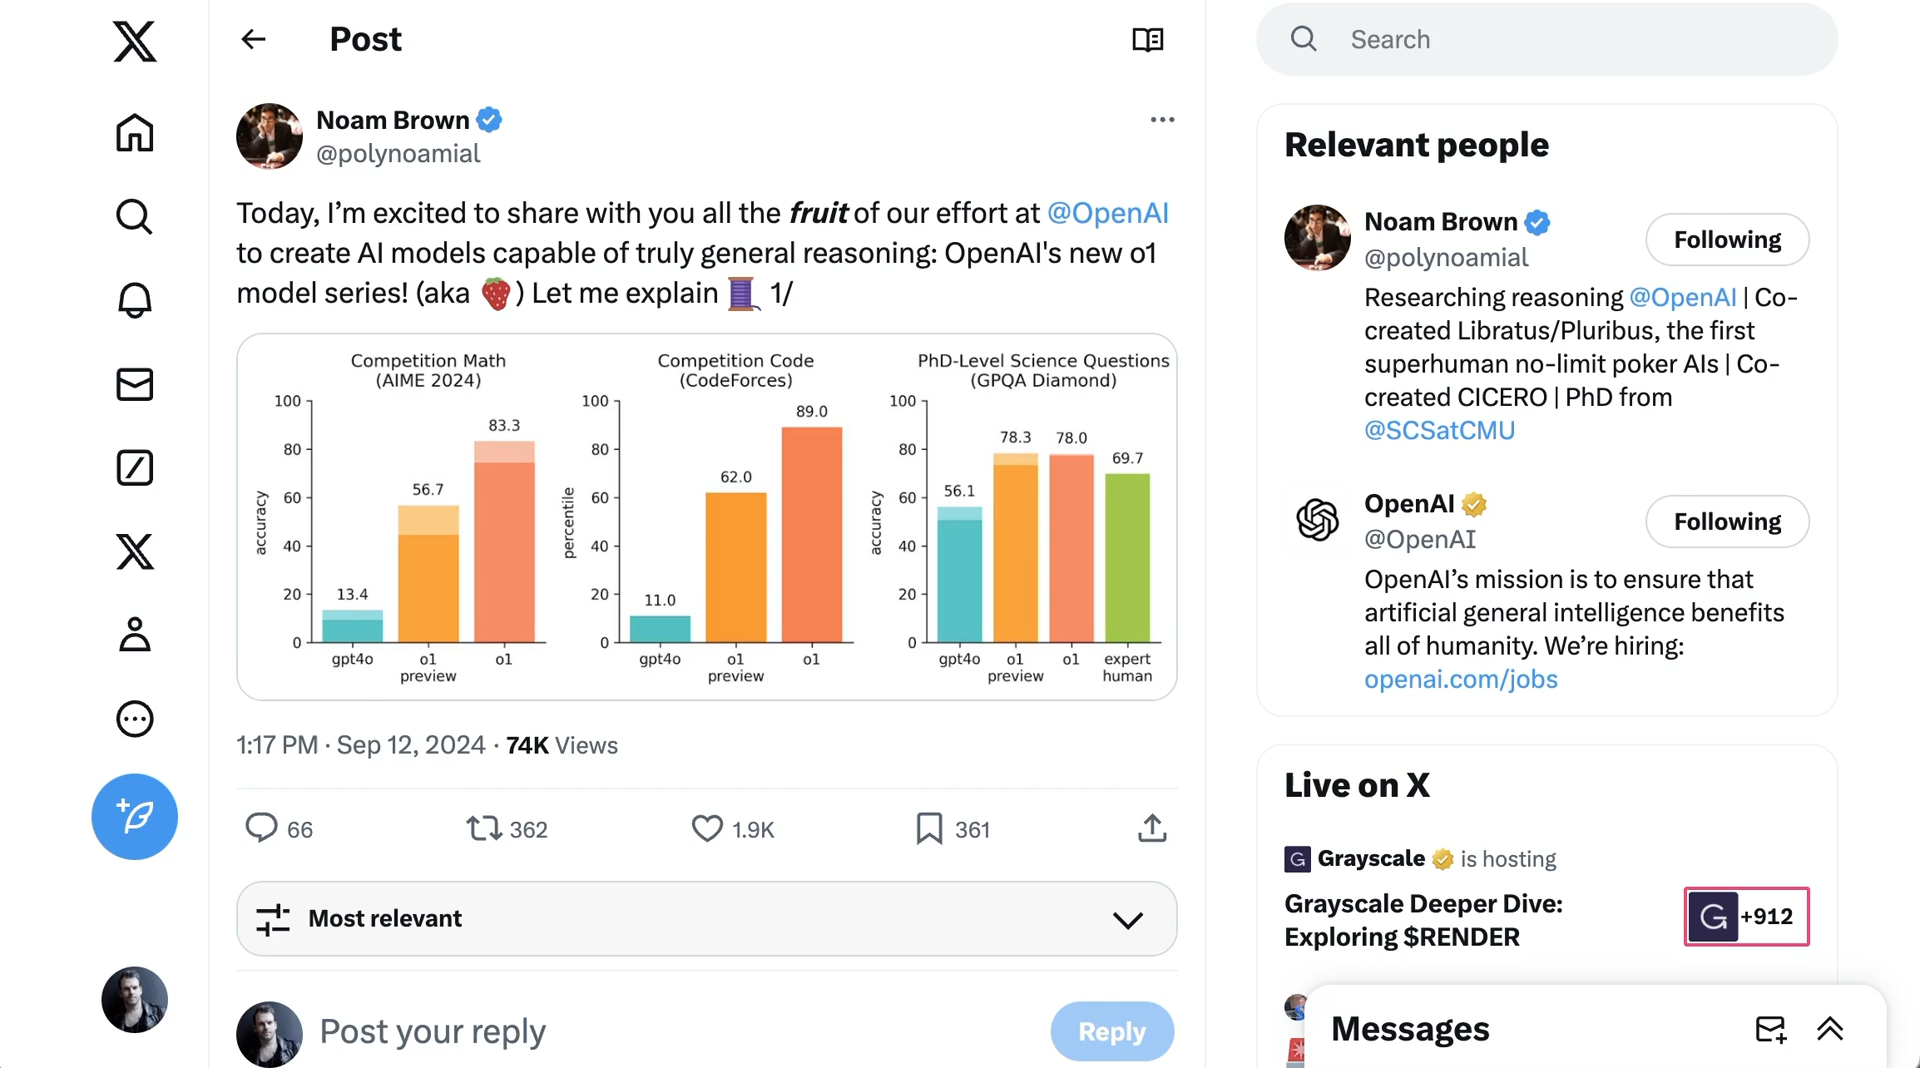 Post
Search
Noam Brown
@polynoamial
Today, I’m excited to share with you all the fruit of our effort at @OpenAI
to create AI models capable of truly general reasoning: OpenAI's new o1
model series! (aka 🍓) Let me explain 🧵 1/
Competition Math
(AIME 2024)
accuracy
100
80
60
40
20
0
13.4
56.7
83.3
gpt4o
o1
preview
o1
Competition Code
(CodeForces)
percentile
100
80
60
40
20
0
11.0
62.0
89.0
gpt4o
o1
preview
o1
PhD-Level Science Questions
(GPQA Diamond)
accuracy
100
80
60
40
20
0
56.1
78.3
78.0
69.7
gpt4o
o1
preview
o1
expert
human
1:17 PM · Sep 12, 2024 · 74K Views
66
362
1.9K
361
Most relevant
Post your reply
Reply
Relevant people
Noam Brown
@polynoamial
Following
Researching reasoning @OpenAI | Co-
created Libratus/Pluribus, the first
superhuman no-limit poker AIs | Co-
created CICERO | PhD from
@SCSatCMU
OpenAI
@OpenAI
Following
OpenAI’s mission is to ensure that
artificial general intelligence benefits
all of humanity. We’re hiring:
openai.com/jobs
Live on X
Grayscale is hosting
Grayscale Deeper Dive:
Exploring $RENDER
+912
Messages